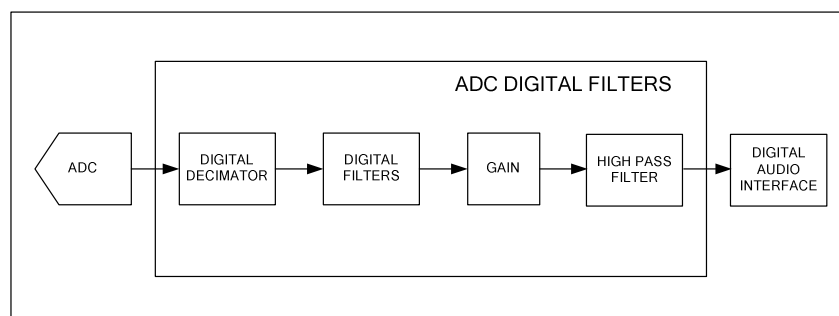 ADC DIGITAL FILTERS
ADC
DIGITAL
DECIMATOR
DIGITAL
FILTERS
GAIN
HIGH PASS
FILTER
DIGITAL
AUDIO
INTERFACE